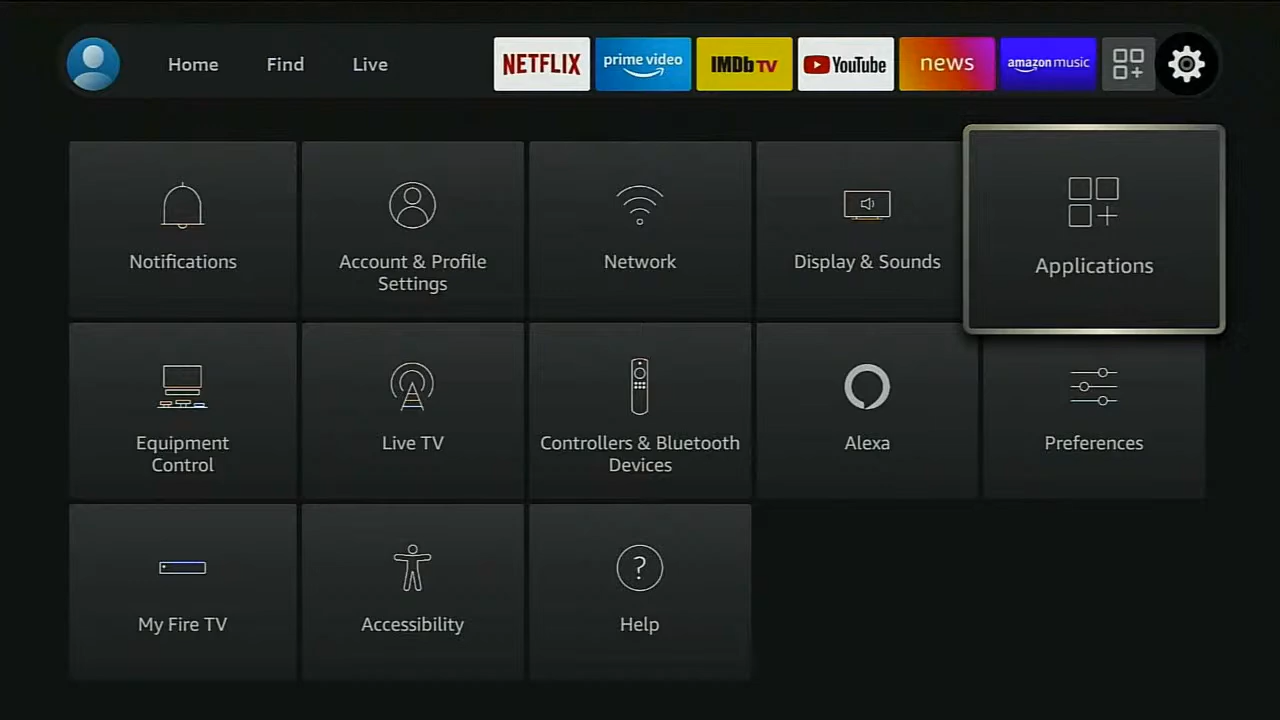 Home Find Live NETFLIX prime video IMDb TV YouTube news amazon music
Notifications
Account & Profile
Settings
Network
Display & Sounds
Applications
Equipment
Control
Live TV
Controllers & Bluetooth
Devices
Alexa
Preferences
My Fire TV
Accessibility
? Help